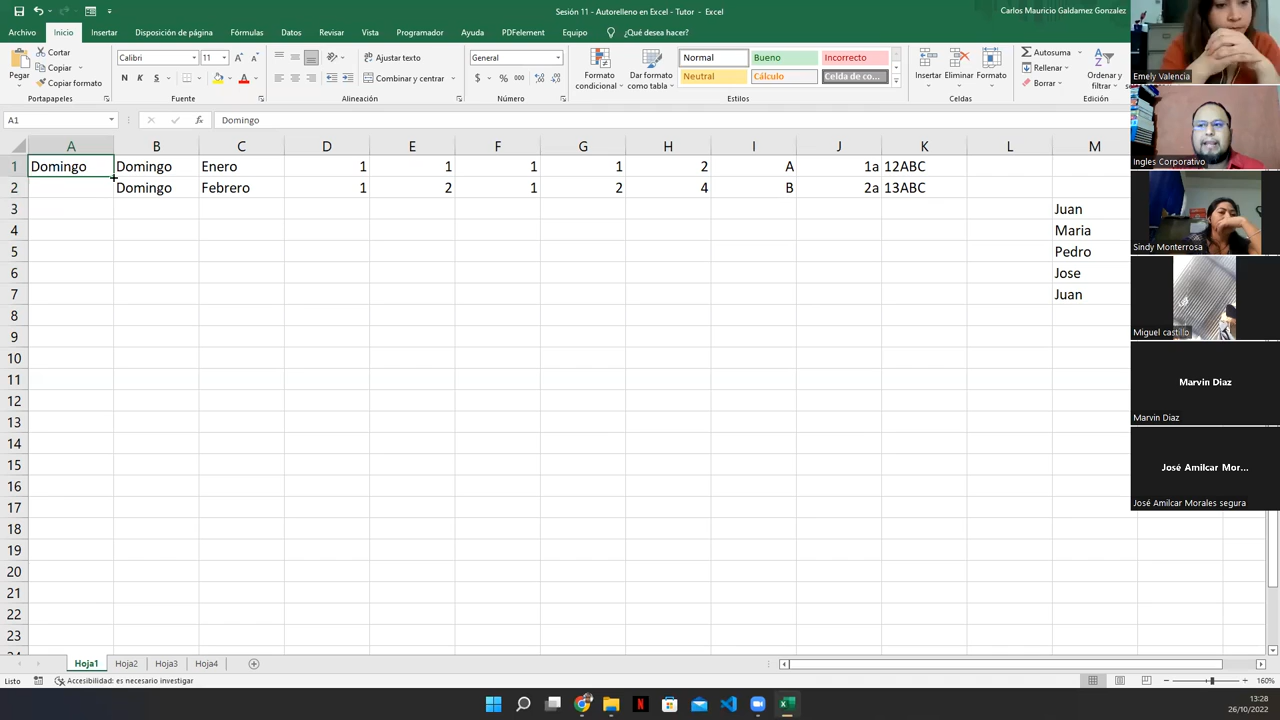 Sesión 11 - Autorelleno en Excel - Tutor - Excel
Carlos Mauricio Galdamez Gonzalez
Archivo Inicio Insertar Disposición de página Fórmulas Datos Revisar Vista Programador Ayuda PDFelement Equipo ¿Qué desea hacer?
Pegar
Cortar
Copiar
Copiar formato
Portapapeles
Calibri 11
N K S
Fuente
Ajustar texto
Combinar y centrar
Alineación
General
$ % 000
Número
Formato condicional
Dar formato como tabla
Normal Bueno Incorrecto
Neutral Cálculo Celda de co...
Estilos
Insertar Eliminar Formato
Celdas
Autosuma
Rellenar
Borrar
Ordenar y filtrar
Edición
A1 fx Domingo
A B C D E F G H I J K L M
1 Domingo Domingo Enero 1 1 1 1 2 A 1a 12ABC
2 Domingo Febrero 1 2 1 2 4 B 2a 13ABC
3 Juan
4 Maria
5 Pedro
6 Jose
7 Juan
8
9
10
11
12
13
14
15
16
17
18
19
20
21
22
23
24
Emely Valencia
Ingles Corporativo
Sindy Monterrosa
Miguel castillo
Marvin Diaz
Marvin Diaz
José Amilcar Mor...
José Amilcar Morales segura
Hoja1 Hoja2 Hoja3 Hoja4
Listo Accesibilidad: es necesario investigar
160%
13:28
26/10/2022